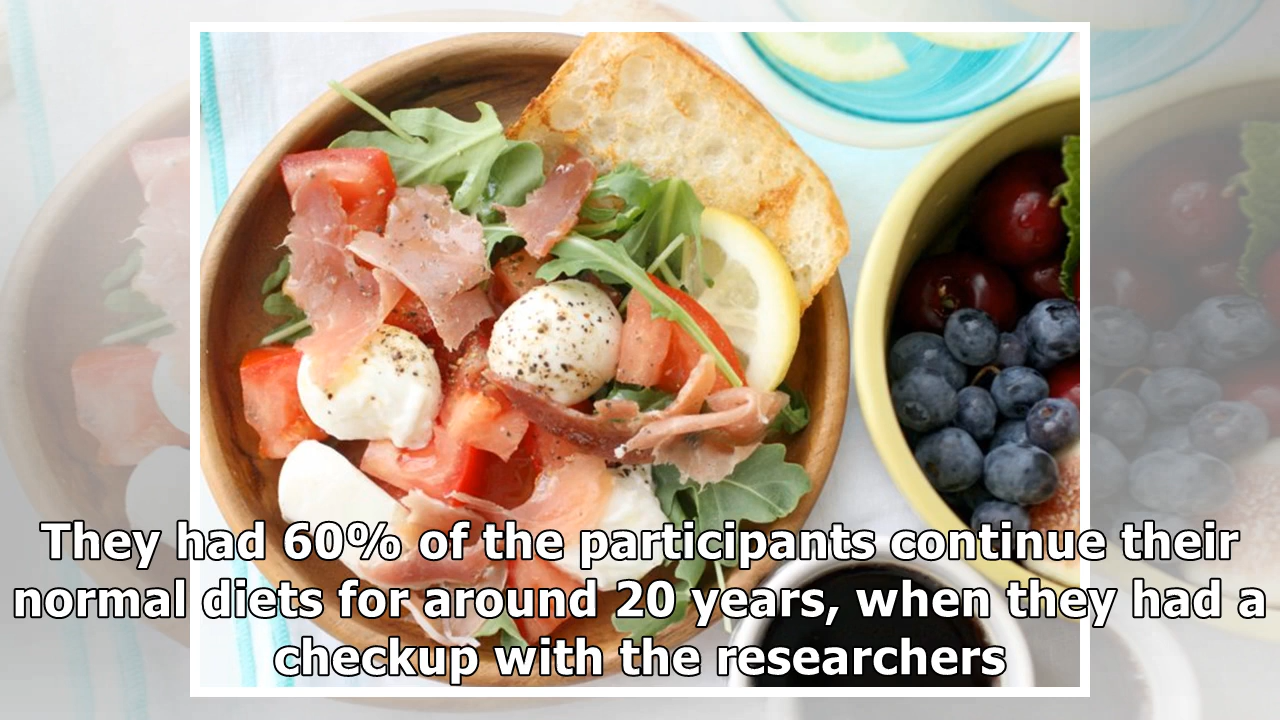 They had 60% of the participants continue their
normal diets for around 20 years, when they had a
checkup with the researchers